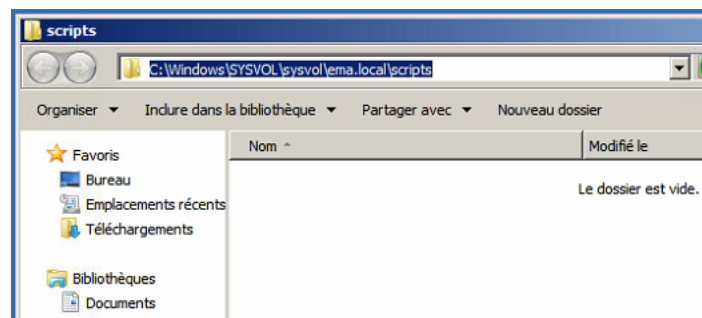 scripts
C:\Windows\SYSVOL\sysvol\ema.local\scripts
Organiser Inclure dans la bibliothèque Partager avec Nouveau dossier
Nom Modifié le
Favoris
Le dossier est vide.
Bureau
Emplacements récents
Téléchargements
Bibliothèques
Documents